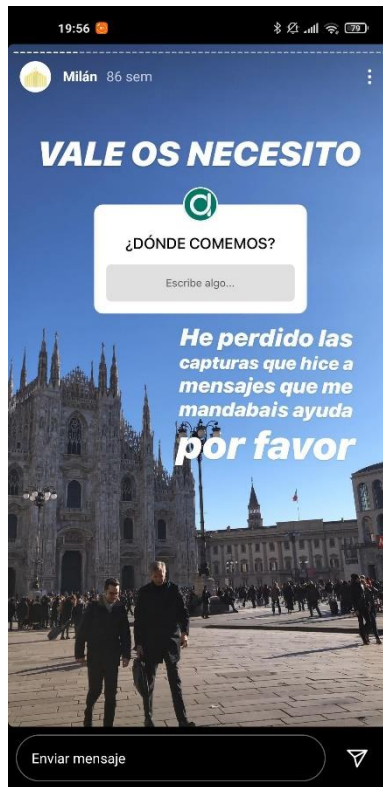 19:56
79
Milán 86 sem
VALE OS NECESITO
¿DÓNDE COMEMOS?
Escribe algo...
He perdido las
capturas que hice a
mensajes que me
mandabais ayuda
por favor
Enviar mensaje